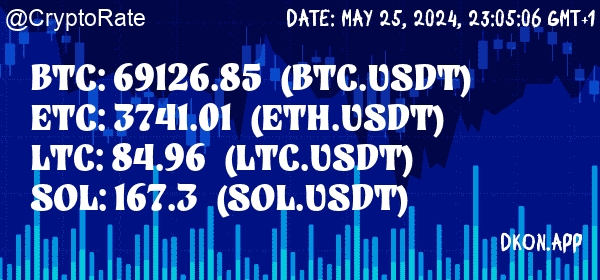 @CryptoRate
DATE: MAY 25, 2024, 23:05:06 GMT+1
BTC: 69126.85 (BTC.USDT)
ETC: 3741.01 (ETH.USDT)
LTC: 84.96 (LTC.USDT)
SOL: 167.3 (SOL.USDT)
DKON.APP